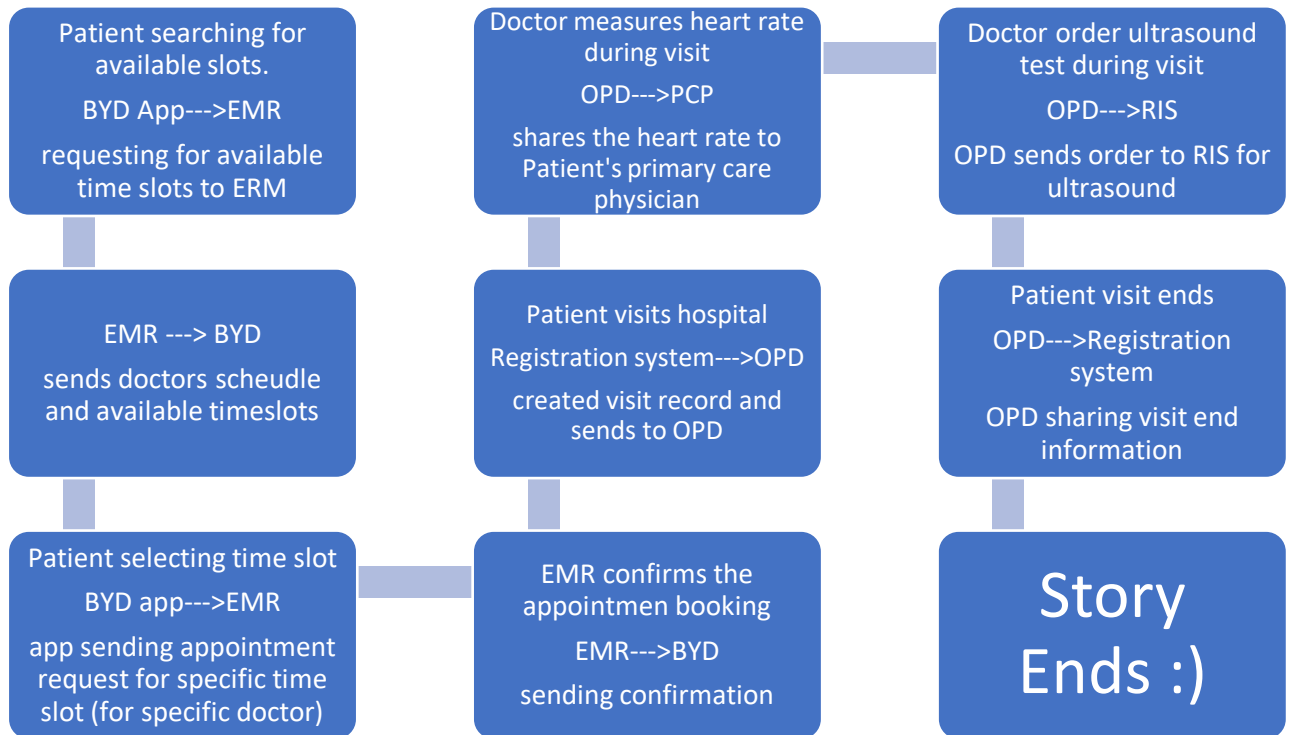 Patient searching for
available slots.
BYD App--->EMR
requesting for available
time slots to ERM
EMR ---> BYD
sends doctors scheudle
and available timeslots
Patient selecting time slot
BYD app--->EMR
app sending appointment
request for specific time
slot (for specific doctor)
EMR confirms the
appointmen booking
EMR--->BYD
sending confirmation
Patient visits hospital
Registration system--->OPD
created visit record and
sends to OPD
Doctor measures heart rate
during visit
OPD--->PCP
shares the heart rate to
Patient's primary care
physician
Doctor order ultrasound
test during visit
OPD--->RIS
OPD sends order to RIS for
ultrasound
Patient visit ends
OPD--->Registration
system
OPD sharing visit end
information
Story
Ends :)